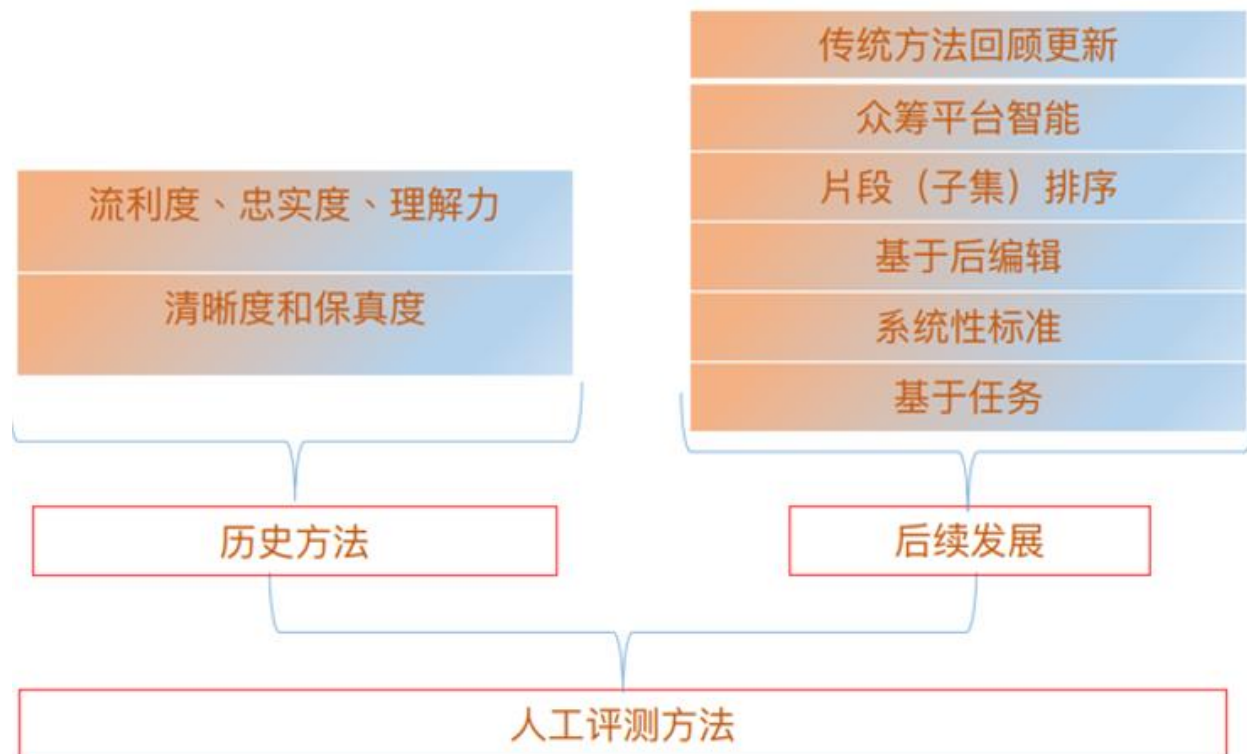 传统方法回顾更新
众筹平台智能
片段（子集）排序
基于后编辑
系统性标准
基于任务
流利度、忠实度、理解力
清晰度和保真度
历史方法
后续发展
人工评测方法